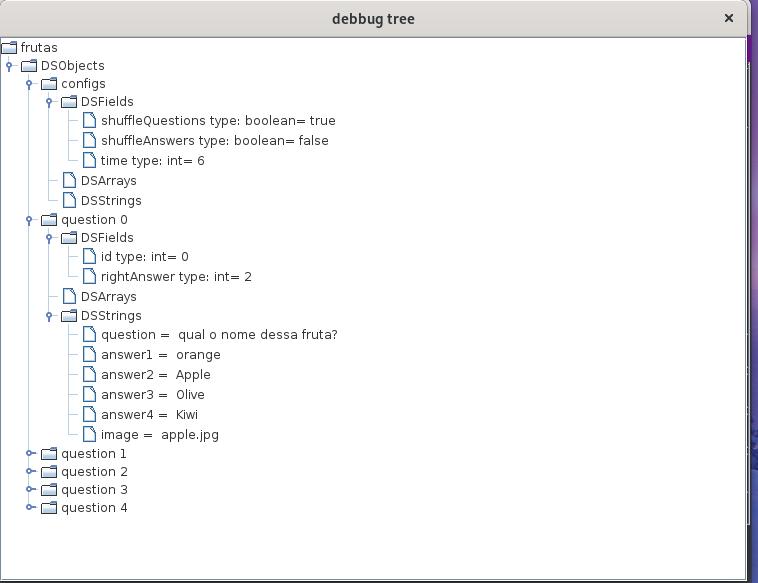 debbug tree
frutas
DSObjects
configs
DSFields
shuffleQuestions type: boolean= true
shuffleAnswers type: boolean= false
time type: int= 6
DSArrays
DSStrings
question 0
DSFields
id type: int= 0
rightAnswer type: int= 2
DSArrays
DSStrings
question =  qual o nome dessa fruta?
answer1 =  orange
answer2 =  Apple
answer3 =  Olive
answer4 =  Kiwi
image =  apple.jpg
question 1
question 2
question 3
question 4